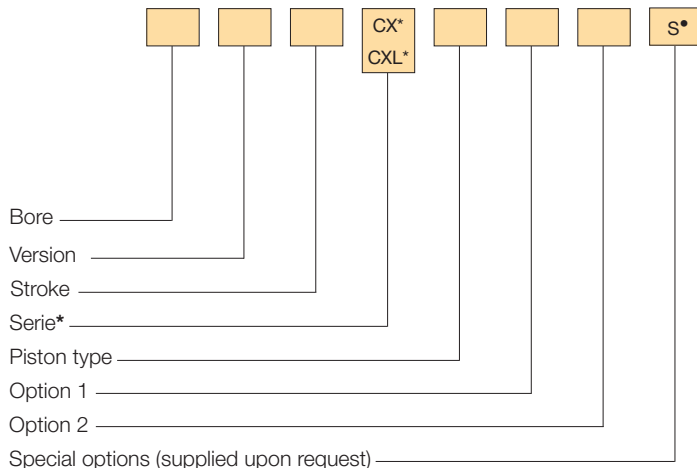 CX*
CXL*
S●
Bore
Version
Stroke
Serie*
Piston type
Option 1
Option 2
Special options (supplied upon request)